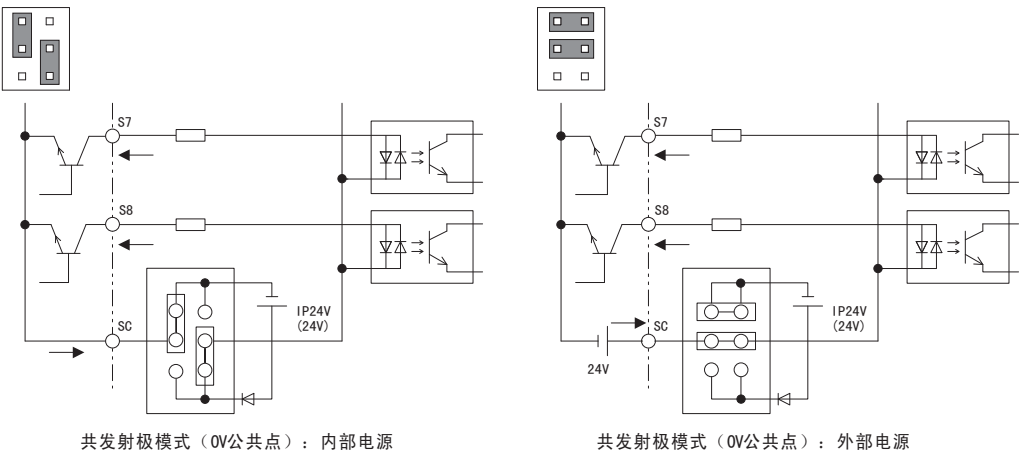 S7
S8
SC
IP24V
(24V)
共发射极模式（0V公共点）：内部电源
S7
S8
SC
24V
IP24V
(24V)
共发射极模式（0V公共点）：外部电源